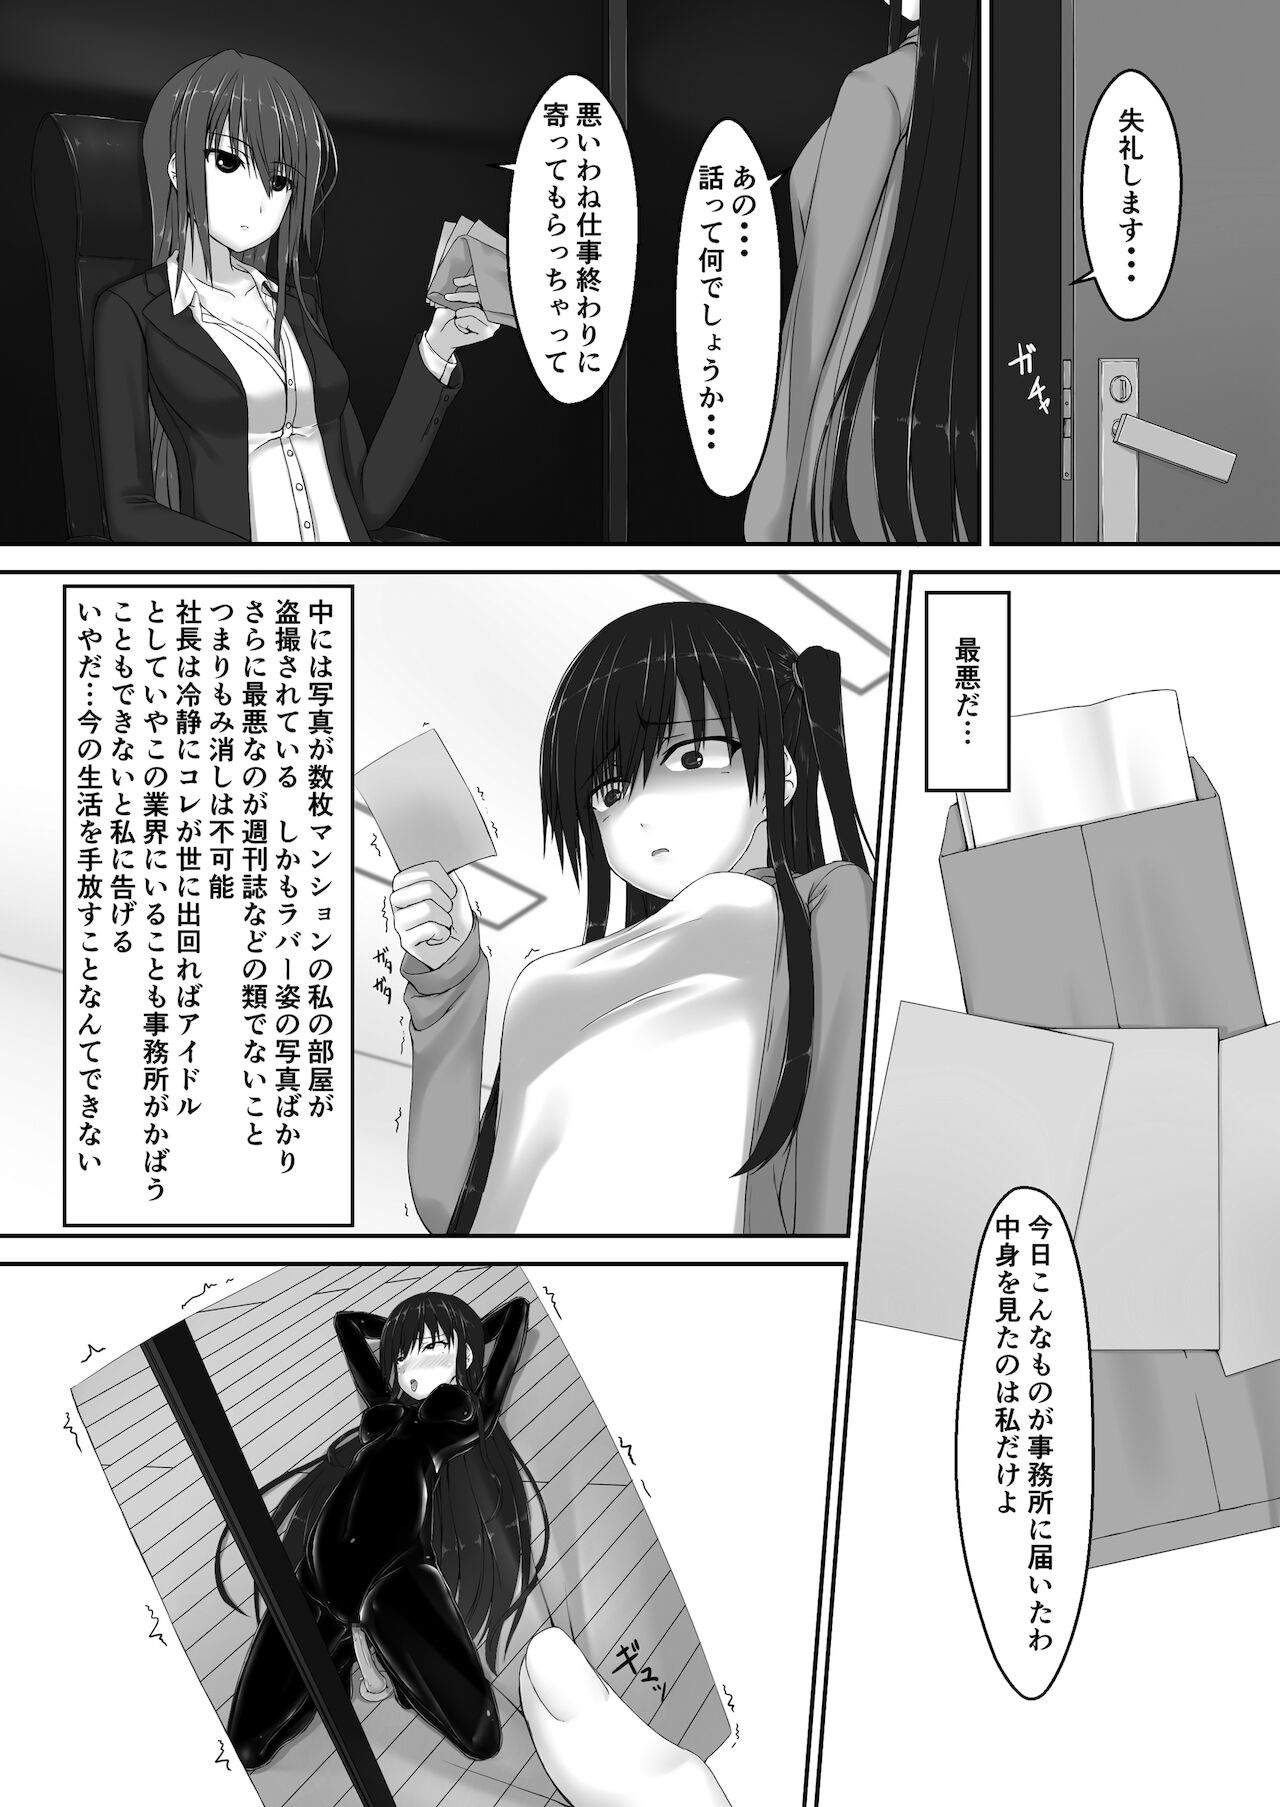 失礼します・・・
ガチャ
あの・・・
話って何でしょうか・・・
悪いわね仕事終わりに
寄ってもらっちゃって
最悪だ…
今日こんなものが事務所に届いたわ
中身を見たのは私だけよ
ガタ
ガタ
中には写真が数枚マンションの私の部屋が
盗撮されている　しかもラバー姿の写真ばかり
さらに最悪なのが週刊誌などの類でないこと
つまりもみ消しは不可能
社長は冷静にコレが世に出回ればアイドル
としていやこの業界にいることも事務所がかばう
こともできないと私に告げる
いやだ…今の生活を手放すことなんてできない
ギュッ